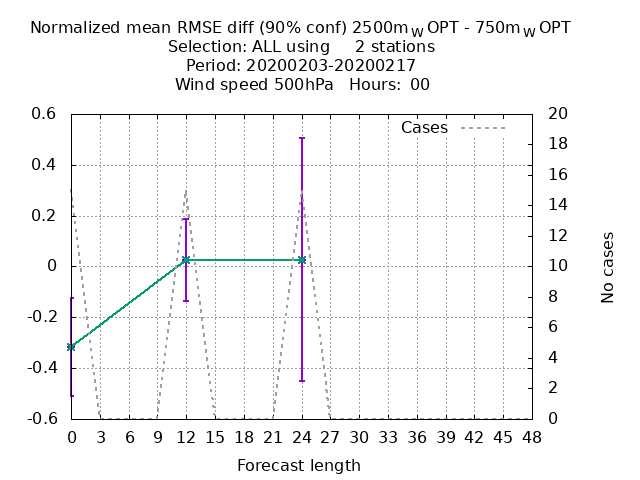 Normalized mean RMSE diff (90% conf) 2500m_W OPT - 750m_W OPT
Selection: ALL using 2 stations
Period: 20200203-20200217
Wind speed 500hPa Hours: 00
Cases
0.6
0.4
0.2
0
-0.2
-0.4
-0.6
20
18
16
14
12
10
8
6
4
2
0
No cases
0 3 6 9 12 15 18 21 24 27 30 33 36 39 42 45 48
Forecast length